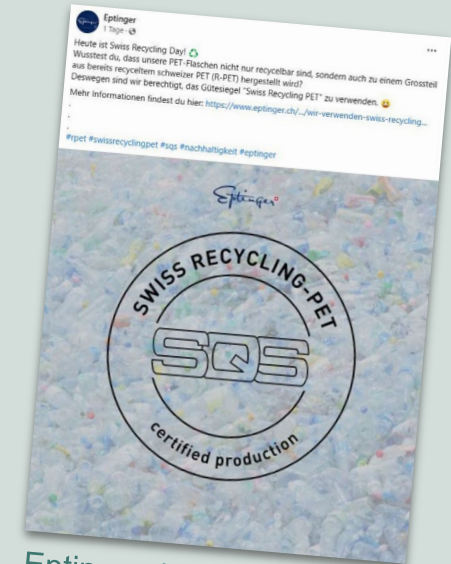 Eptinger
1 Tage
Heute ist Swiss Recycling Day!
Wusstest du, dass unsere PET-Flaschen nicht nur recycelbar sind, sondern auch zu einem Grossteil
aus bereits recyceltem schweizer PET (R-PET) hergestellt wird?
Deswegen sind wir berechtigt, das Gütesiegel "Swiss Recycling PET" zu verwenden. 😀
Mehr Informationen findest du hier: https://www.eptinger.ch/.../wir-verwenden-swiss-recycling...
.
.
.
#rpet #swissrecyclingpet #sqs #nachhaltigkeit #eptinger
Eptinger
SWISS RECYCLING-PET
SQS
certified production